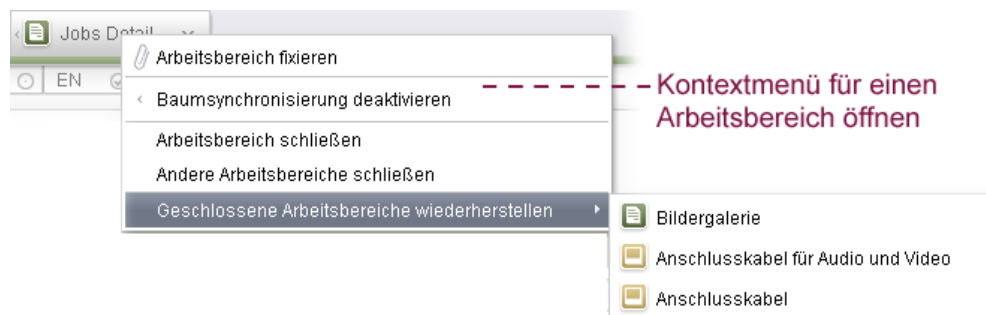 Jobs Detail
EN
Arbeitsbereich fixieren
Baumsynchronisierung deaktivieren
Arbeitsbereich schließen
Andere Arbeitsbereiche schließen
Geschlossene Arbeitsbereiche wiederherstellen
Kontextmenü für einen
Arbeitsbereich öffnen
Bildergalerie
Anschlusskabel für Audio und Video
Anschlusskabel